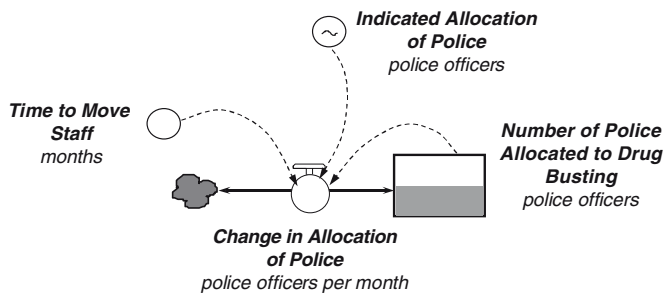 Indicated Allocation
of Police
police officers
Time to Move
Staff
months
Number of Police
Allocated to Drug
Busting
police officers
Change in Allocation
of Police
police officers per month